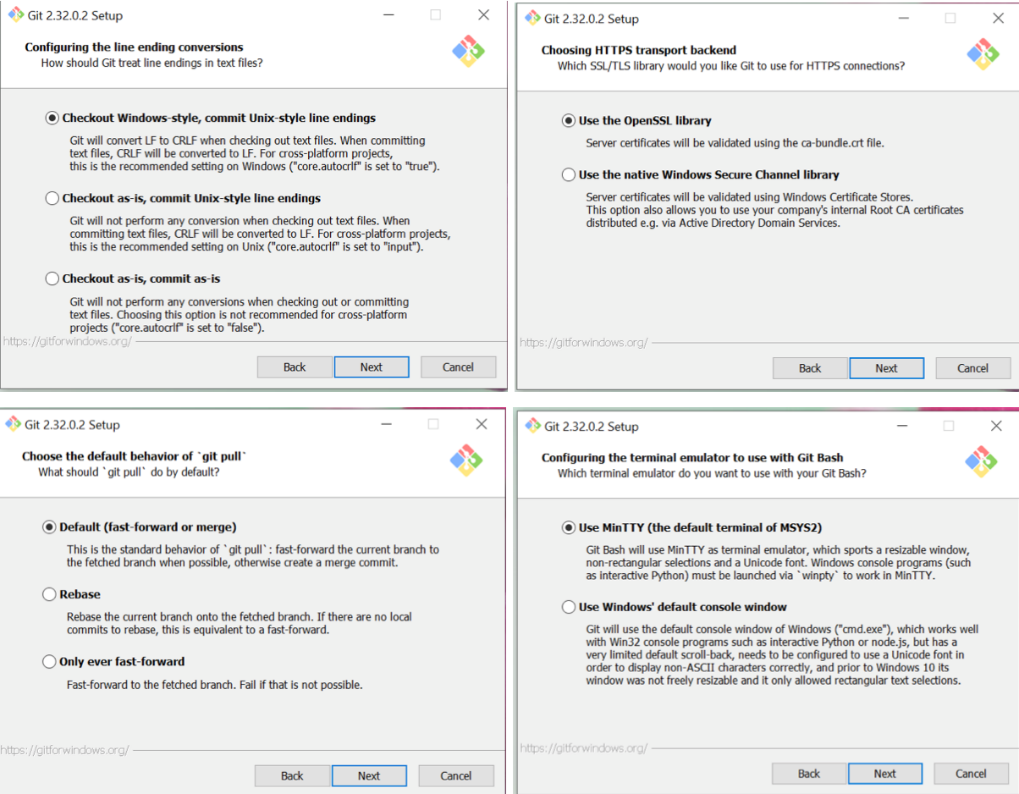 Git 2.32.0.2 Setup
Configuring the line ending conversions
How should Git treat line endings in text files?
Checkout Windows-style, commit Unix-style line endings
Git will convert LF to CRLF when checking out text files. When committing
text files, CRLF will be converted to LF. For cross-platform projects,
this is the recommended setting on Windows ("core.autocrlf" is set to "true").
Checkout as-is, commit Unix-style line endings
Git will not perform any conversion when checking out text files. When
committing text files, CRLF will be converted to LF. For cross-platform projects,
this is the recommended setting on Unix ("core.autocrlf" is set to "input").
Checkout as-is, commit as-is
Git will not perform any conversions when checking out or committing
text files. Choosing this option is not recommended for cross-platform
projects ("core.autocrlf" is set to "false").
https://gitforwindows.org/
Back Next Cancel
Git 2.32.0.2 Setup
Choosing HTTPS transport backend
Which SSL/TLS library would you like Git to use for HTTPS connections?
Use the OpenSSL library
Server certificates will be validated using the ca-bundle.crt file.
Use the native Windows Secure Channel library
Server certificates will be validated using Windows Certificate Stores.
This option also allows you to use your company's internal Root CA certificates
distributed e.g. via Active Directory Domain Services.
https://gitforwindows.org/
Back Next Cancel
Git 2.32.0.2 Setup
Choose the default behavior of `git pull`
What should `git pull` do by default?
Default (fast-forward or merge)
This is the standard behavior of `git pull`: fast-forward the current branch to
the fetched branch when possible, otherwise create a merge commit.
Rebase
Rebase the current branch onto the fetched branch. If there are no local
commits to rebase, this is equivalent to a fast-forward.
Only ever fast-forward
Fast-forward to the fetched branch. Fail if that is not possible.
https://gitforwindows.org/
Back Next Cancel
Git 2.32.0.2 Setup
Configuring the terminal emulator to use with Git Bash
Which terminal emulator do you want to use with your Git Bash?
Use MinTTY (the default terminal of MSYS2)
Git Bash will use MinTTY as terminal emulator, which sports a resizable window,
non-rectangular selections and a Unicode font. Windows console programs (such
as interactive Python) must be launched via `winpty` to work in MinTTY.
Use Windows' default console window
Git will use the default console window of Windows ("cmd.exe"), which works well
with Win32 console programs such as interactive Python or node.js, but has a
very limited default scroll-back, needs to be configured to use a Unicode font in
order to display non-ASCII characters correctly, and prior to Windows 10 its
window was not freely resizable and it only allowed rectangular text selections.
https://gitforwindows.org/
Back Next Cancel